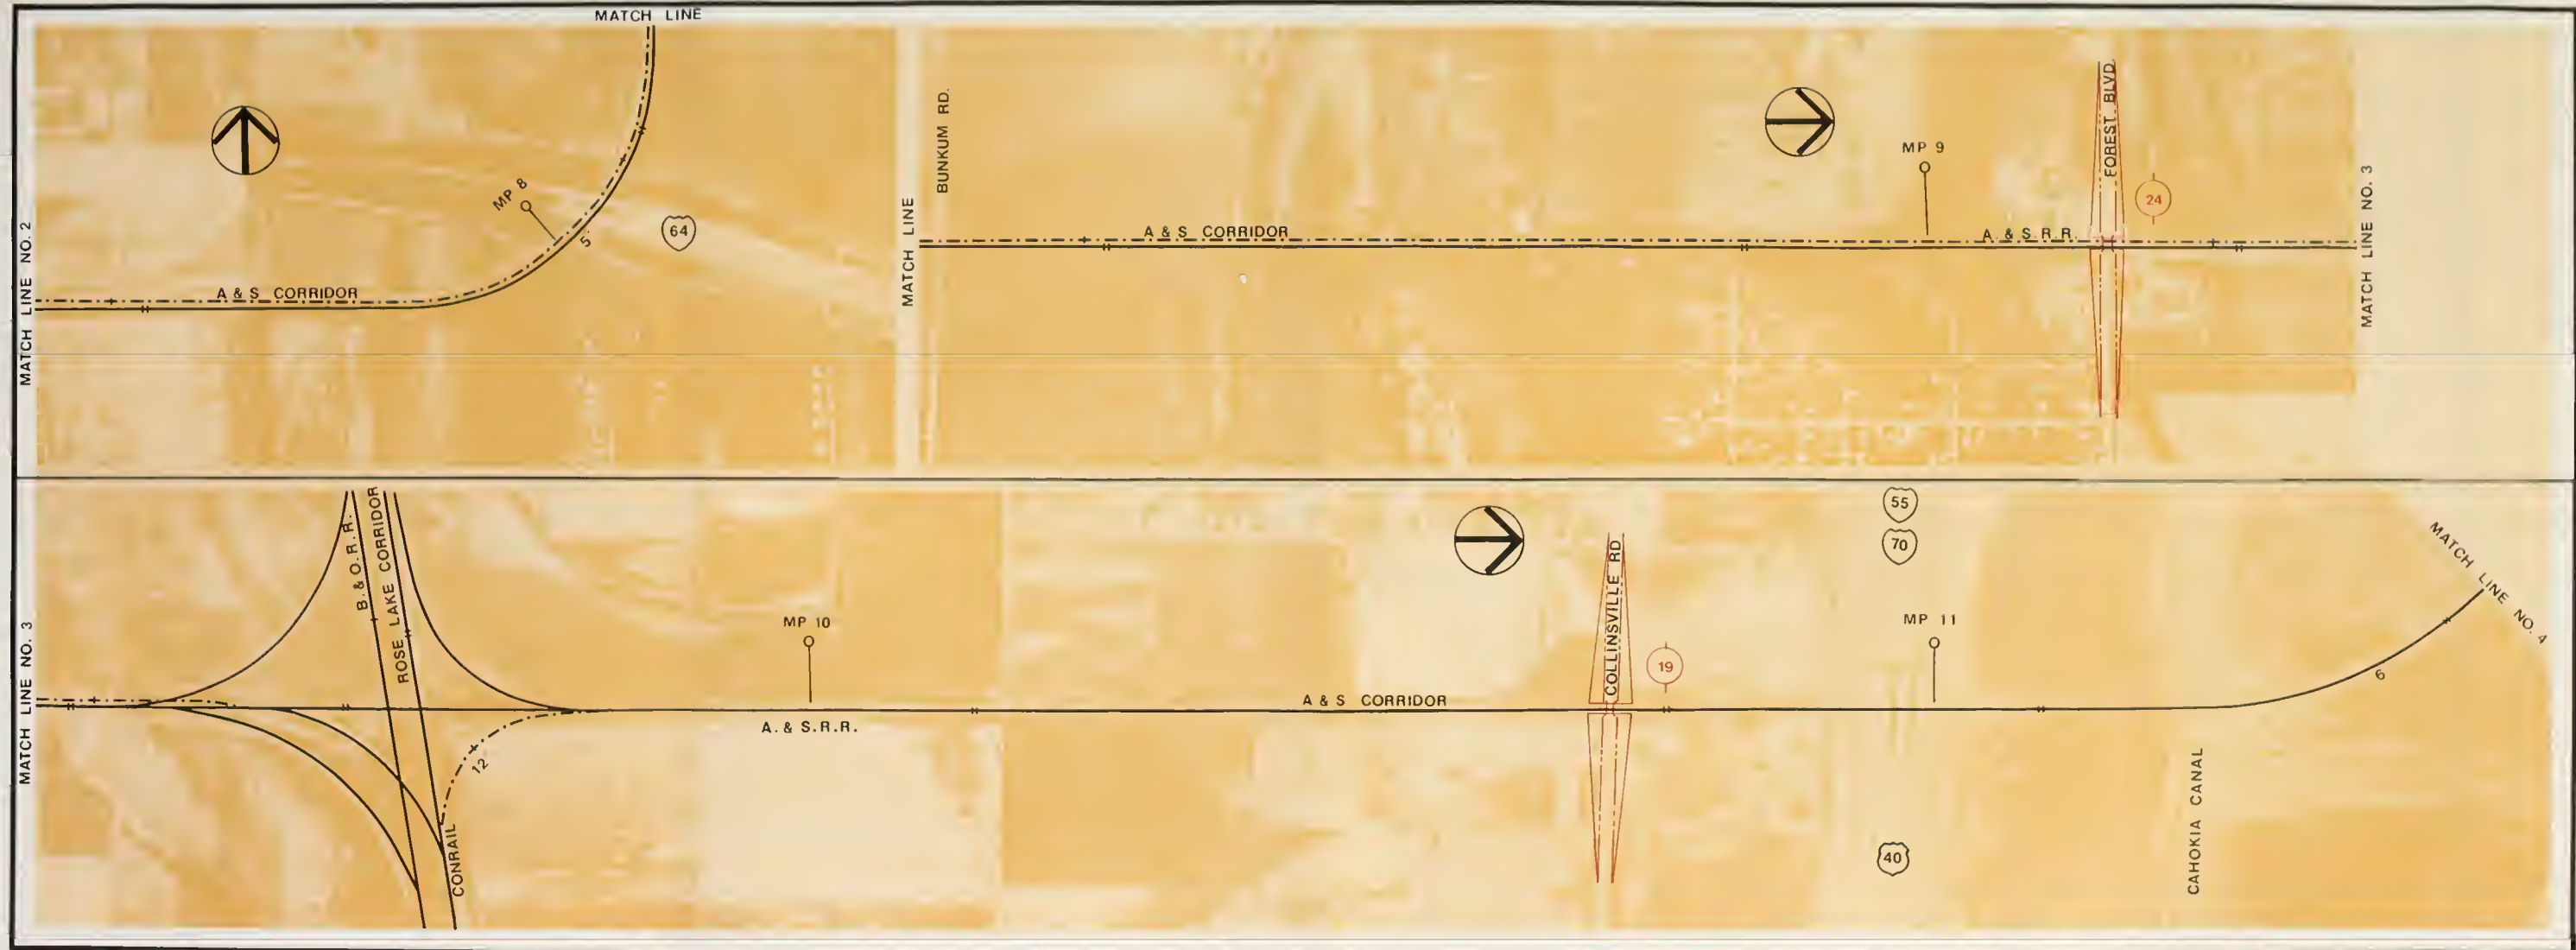 MATCH LINE
MATCH LINE NO. 2
MP 8
5
64
A & S CORRIDOR
MATCH LINE
BUNKUM RD.
A & S CORRIDOR
MP 9
A. & S.R.R.
FOREST BLVD.
24
MATCH LINE NO. 3
MATCH LINE NO. 3
B. & O.R.R.
ROSE LAKE CORRIDOR
CONRAIL
12
MP 10
A. & S.R.R.
A & S CORRIDOR
COLLINSVILLE RD.
19
55
70
MP 11
40
CAHOKIA CANAL
6
MATCH LINE NO. 4